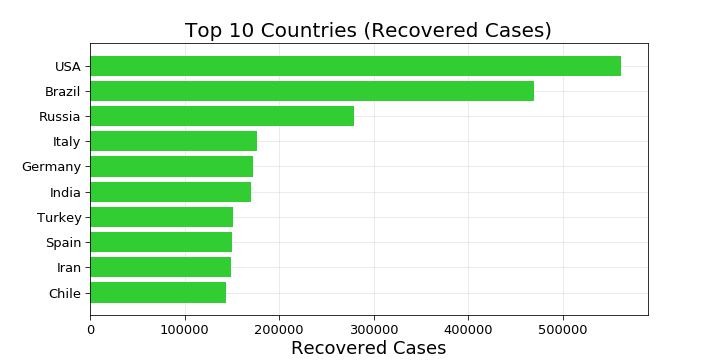 Top 10 Countries (Recovered Cases)
USA
Brazil
Russia
Italy
Germany
India
Turkey
Spain
Iran
Chile
0 100000 200000 300000 400000 500000
Recovered Cases